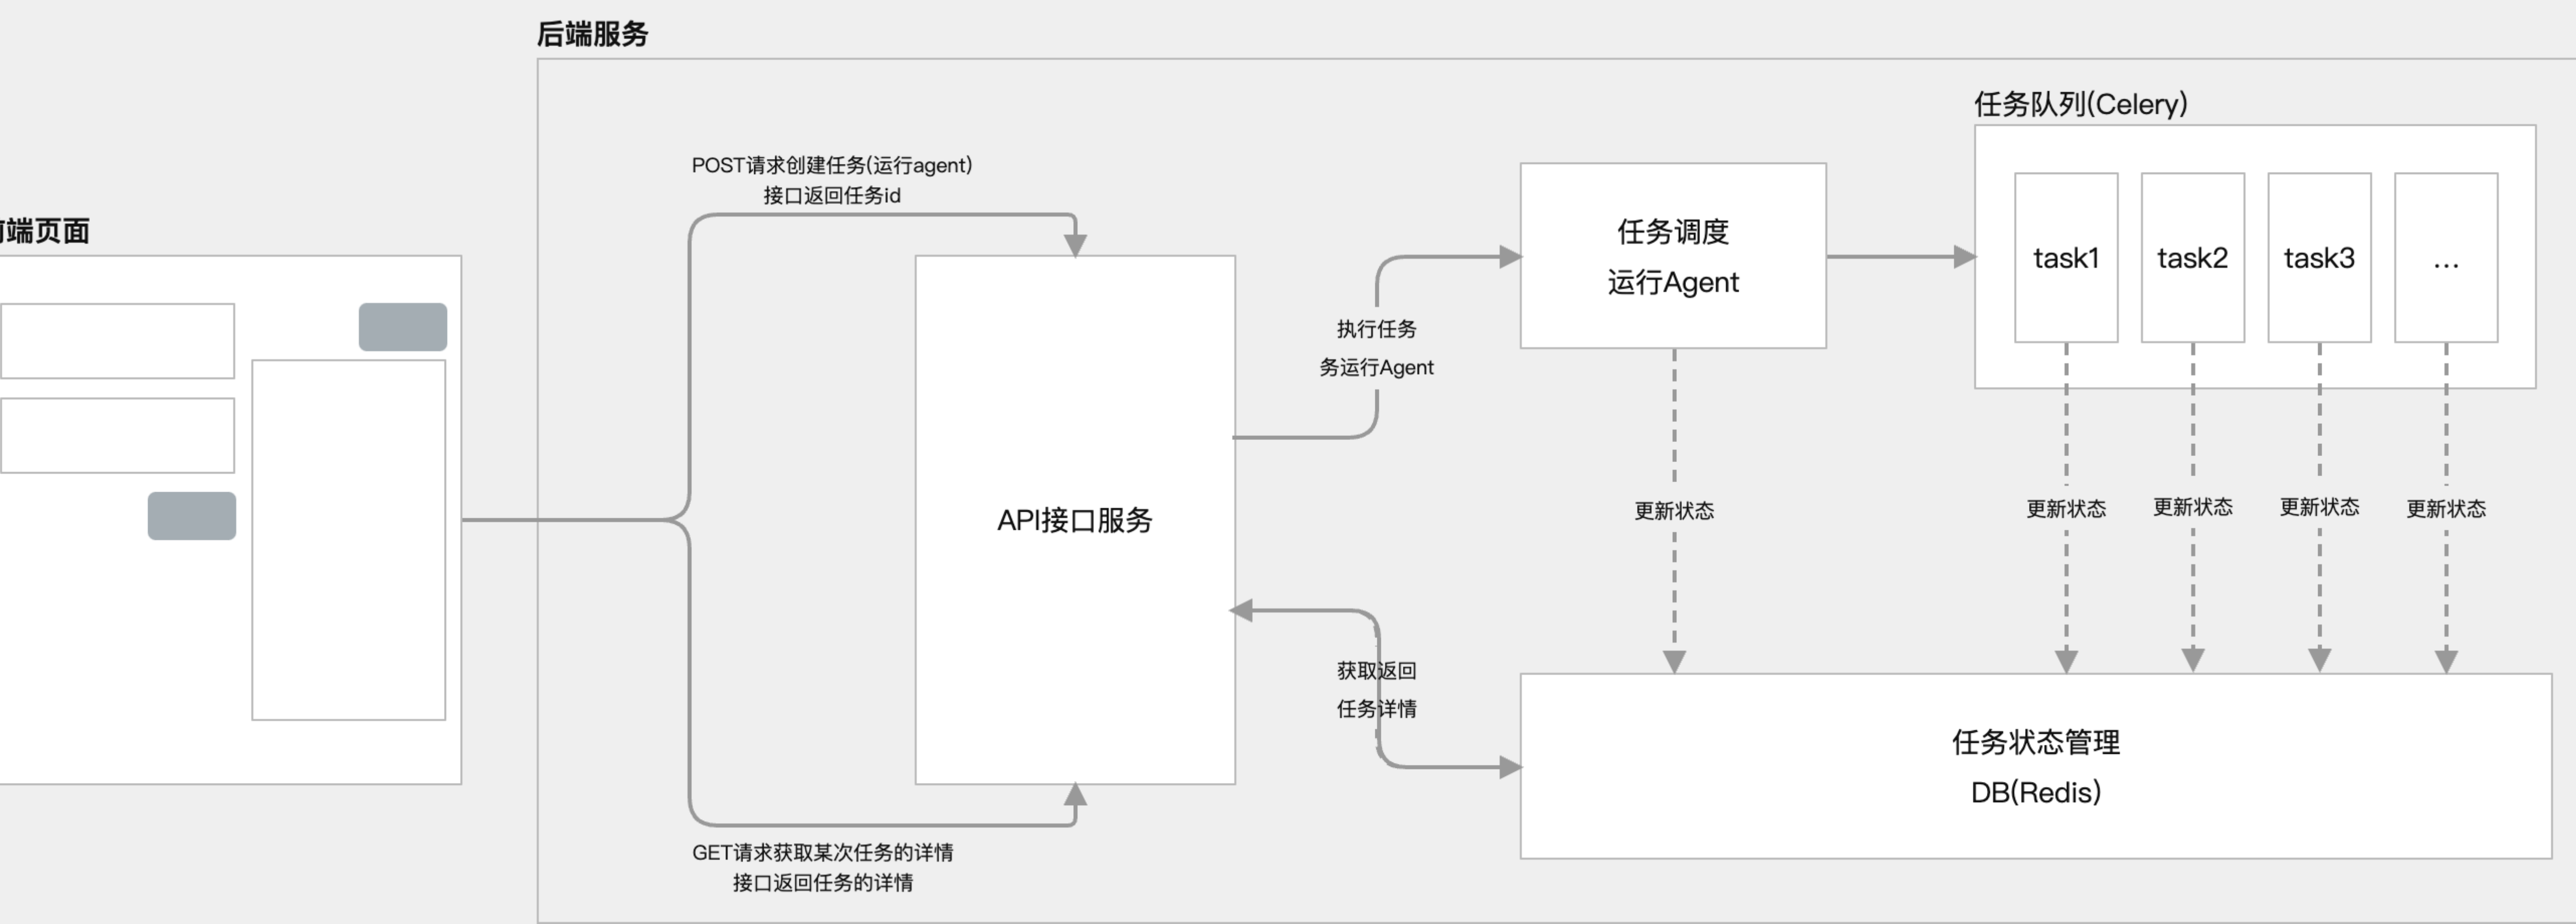 后端服务
任务队列(Celery)
POST请求创建任务(运行agent)
接口返回任务id
前端页面
任务调度
运行Agent
task1
task2
task3
...
执行任务
务运行Agent
API接口服务
更新状态
更新状态
更新状态
更新状态
更新状态
获取返回
任务详情
任务状态管理
DB(Redis)
GET请求获取某次任务的详情
接口返回任务的详情